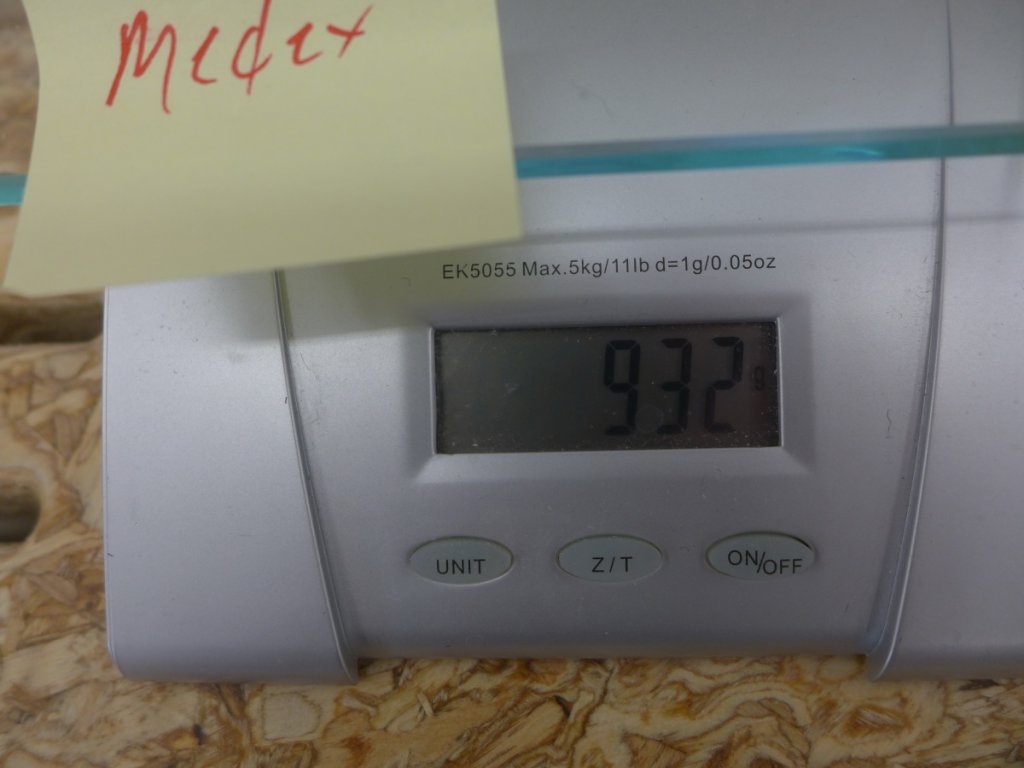 Medex
EK5055 Max.5kg/11lb d=1g/0.05oz
932 g
UNIT
Z/T
ON/OFF